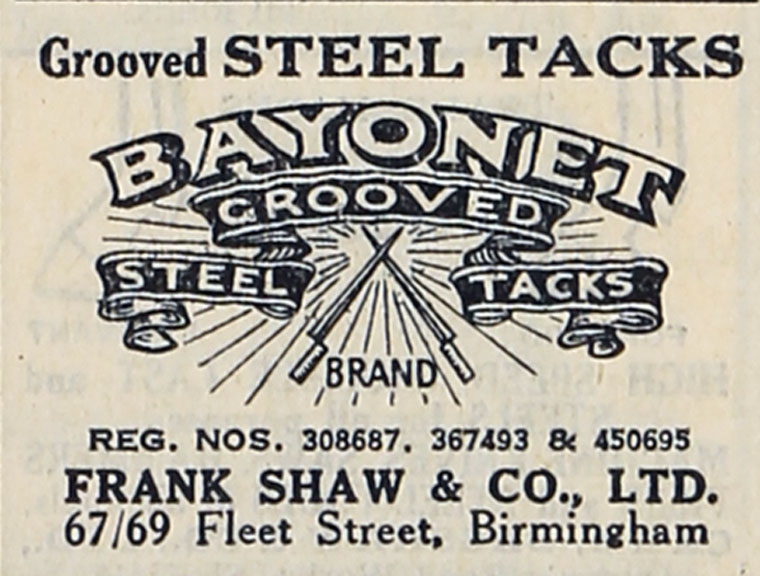 Grooved STEEL TACKS
BAYONET
GROOVED
STEEL TACKS
BRAND
REG. NOS. 308687, 367493 & 450695
FRANK SHAW & CO., LTD.
67/69 Fleet Street, Birmingham